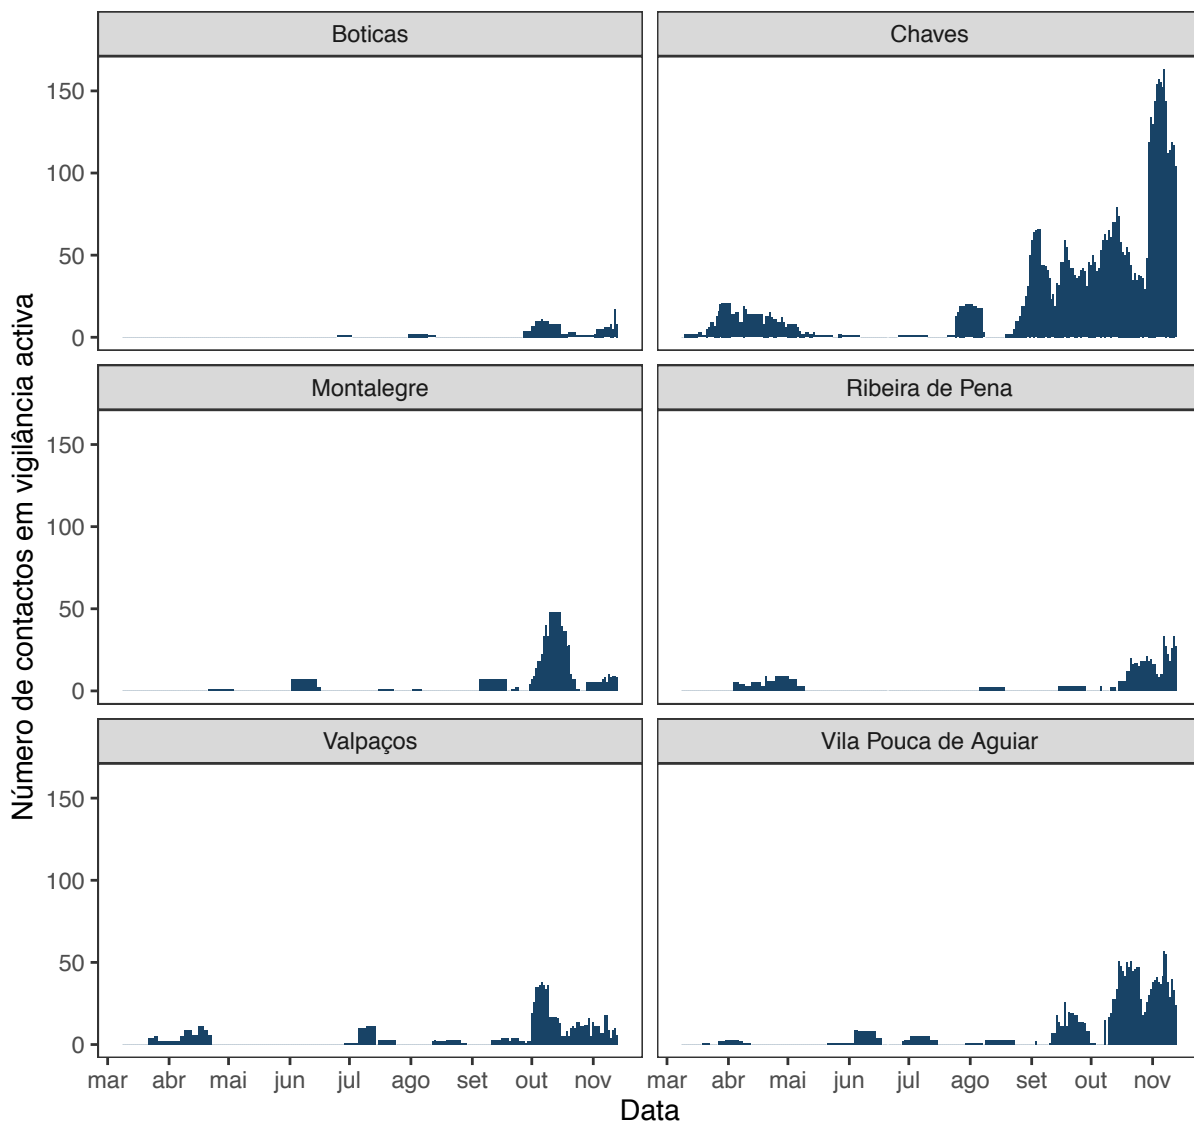 Boticas
Chaves
150
100
50
0
Montalegre
Ribeira de Pena
150
100
50
0
Valpaços
Vila Pouca de Aguiar
150
100
50
0
mar abr mai jun jul ago set out nov
mar abr mai jun jul ago set out nov
Data
Número de contactos em vigilância activa